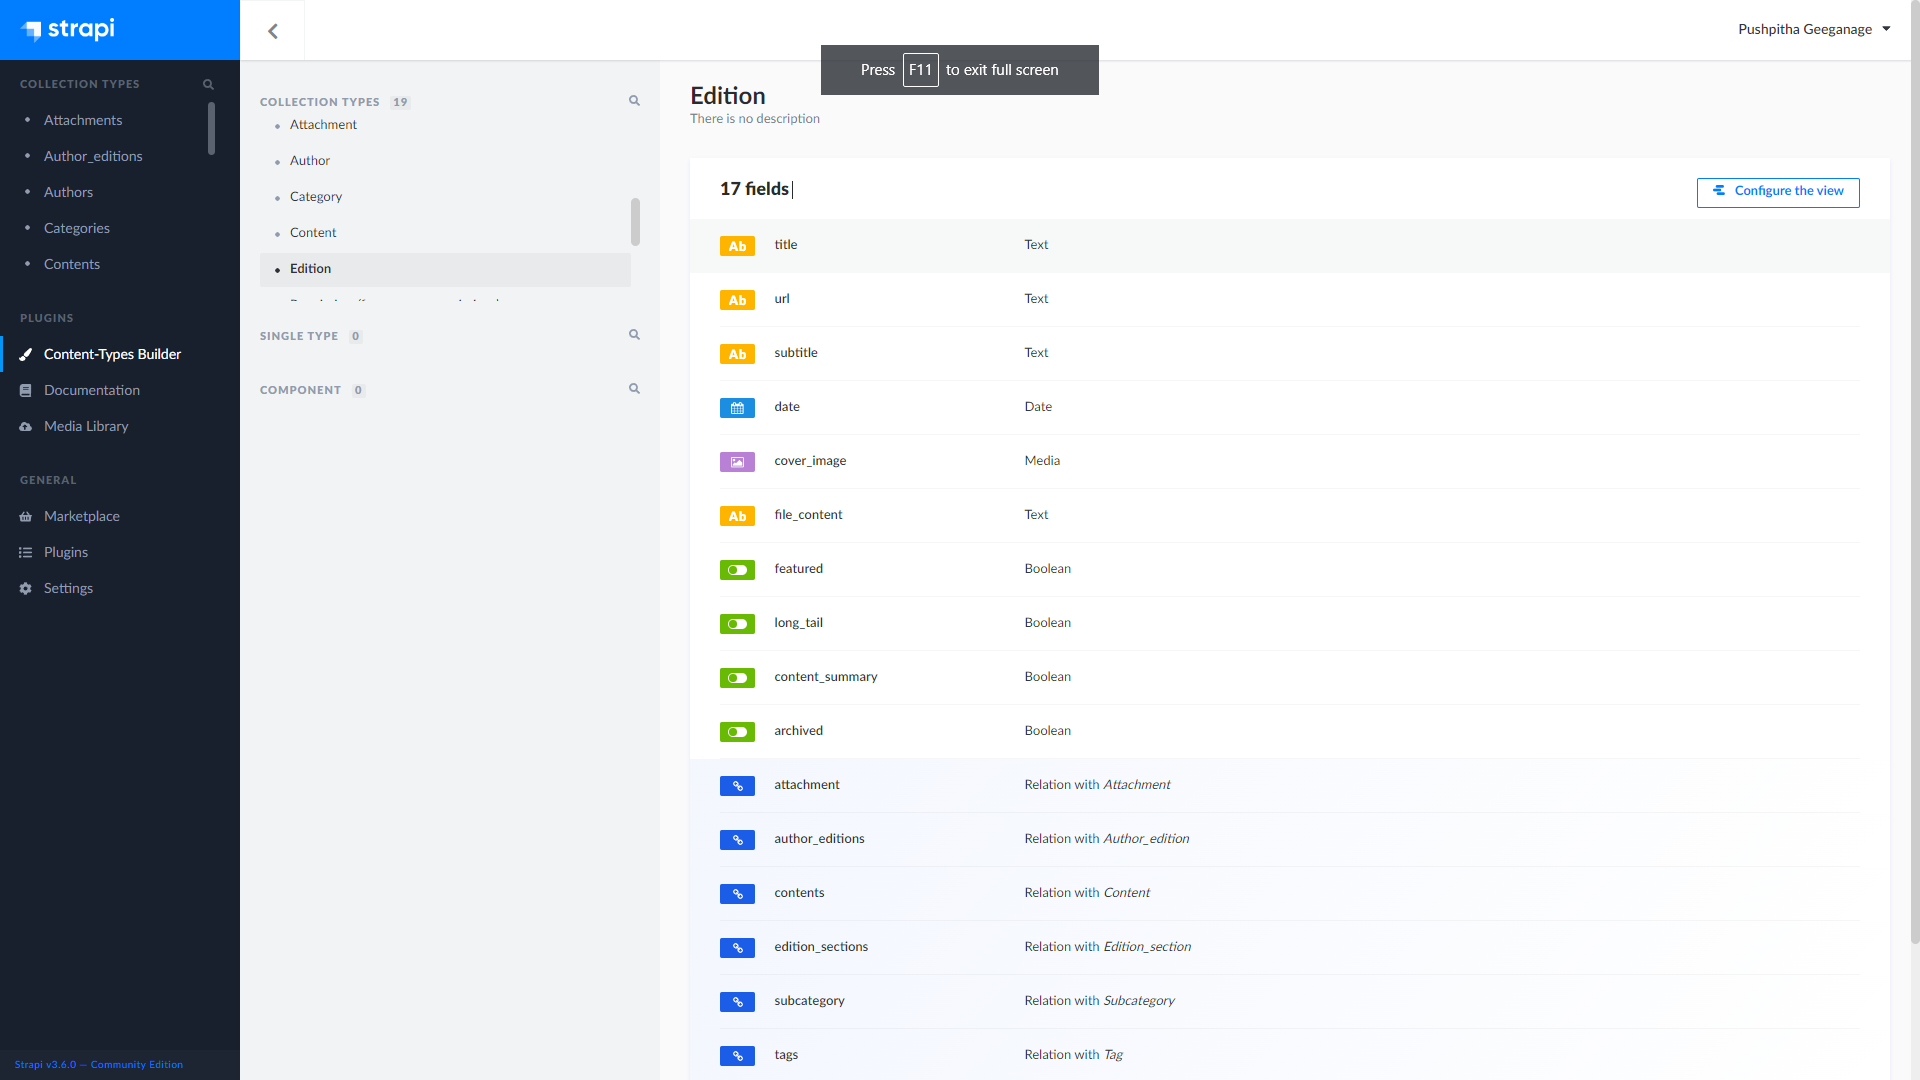 strapi
COLLECTION TYPES
Attachments
Author_editions
Authors
Categories
Contents
PLUGINS
Content-Types Builder
Documentation
Media Library
GENERAL
Marketplace
Plugins
Settings
Strapi v3.6.0 — Community Edition
COLLECTION TYPES 19
Attachment
Author
Category
Content
Edition
SINGLE TYPE 0
COMPONENT 0
Pushpitha Geeganage
Press F11 to exit full screen
Edition
There is no description
17 fields
Configure the view
Ab title Text
Ab url Text
Ab subtitle Text
date Date
cover_image Media
Ab file_content Text
featured Boolean
long_tail Boolean
content_summary Boolean
archived Boolean
attachment Relation with Attachment
author_editions Relation with Author_edition
contents Relation with Content
edition_sections Relation with Edition_section
subcategory Relation with Subcategory
tags Relation with Tag